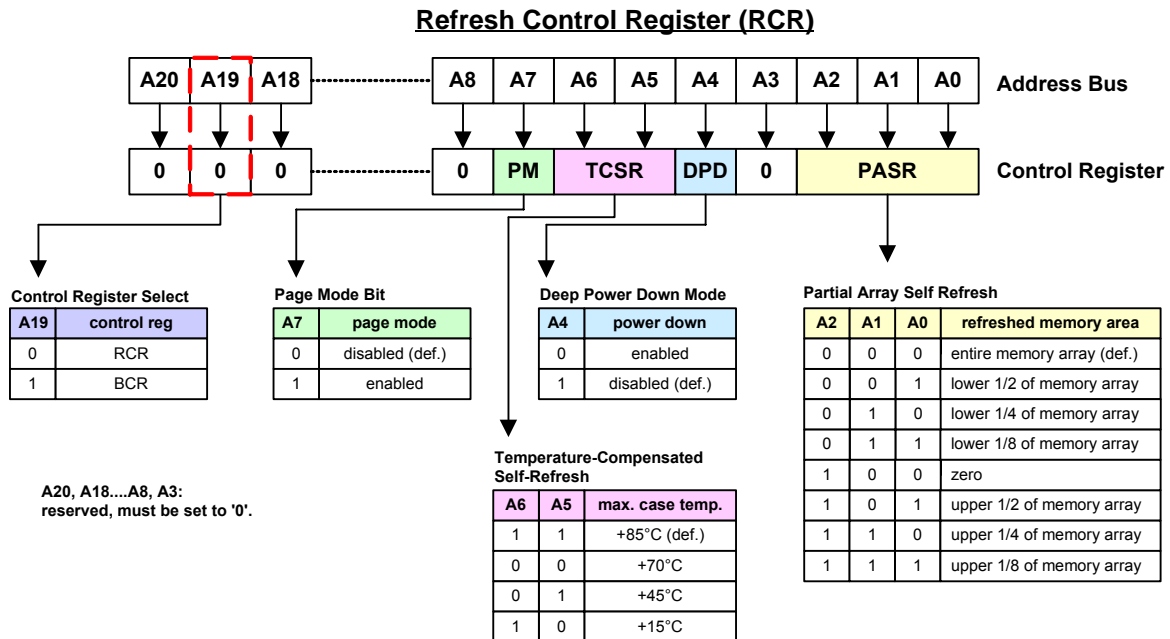 Refresh Control Register (RCR)
A20 A19 A18 A8 A7 A6 A5 A4 A3 A2 A1 A0 Address Bus
0 0 0 0 PM TCSR DPD 0 PASR Control Register
Control Register Select
A19 control reg
0 RCR
1 BCR
Page Mode Bit
A7 page mode
0 disabled (def.)
1 enabled
Deep Power Down Mode
A4 power down
0 enabled
1 disabled (def.)
Partial Array Self Refresh
A2 A1 A0 refreshed memory area
0 0 0 entire memory array (def.)
0 0 1 lower 1/2 of memory array
0 1 0 lower 1/4 of memory array
0 1 1 lower 1/8 of memory array
1 0 0 zero
1 0 1 upper 1/2 of memory array
1 1 0 upper 1/4 of memory array
1 1 1 upper 1/8 of memory array
Temperature-Compensated
Self-Refresh
A6 A5 max. case temp.
1 1 +85°C (def.)
0 0 +70°C
0 1 +45°C
1 0 +15°C
A20, A18....A8, A3:
reserved, must be set to '0'.